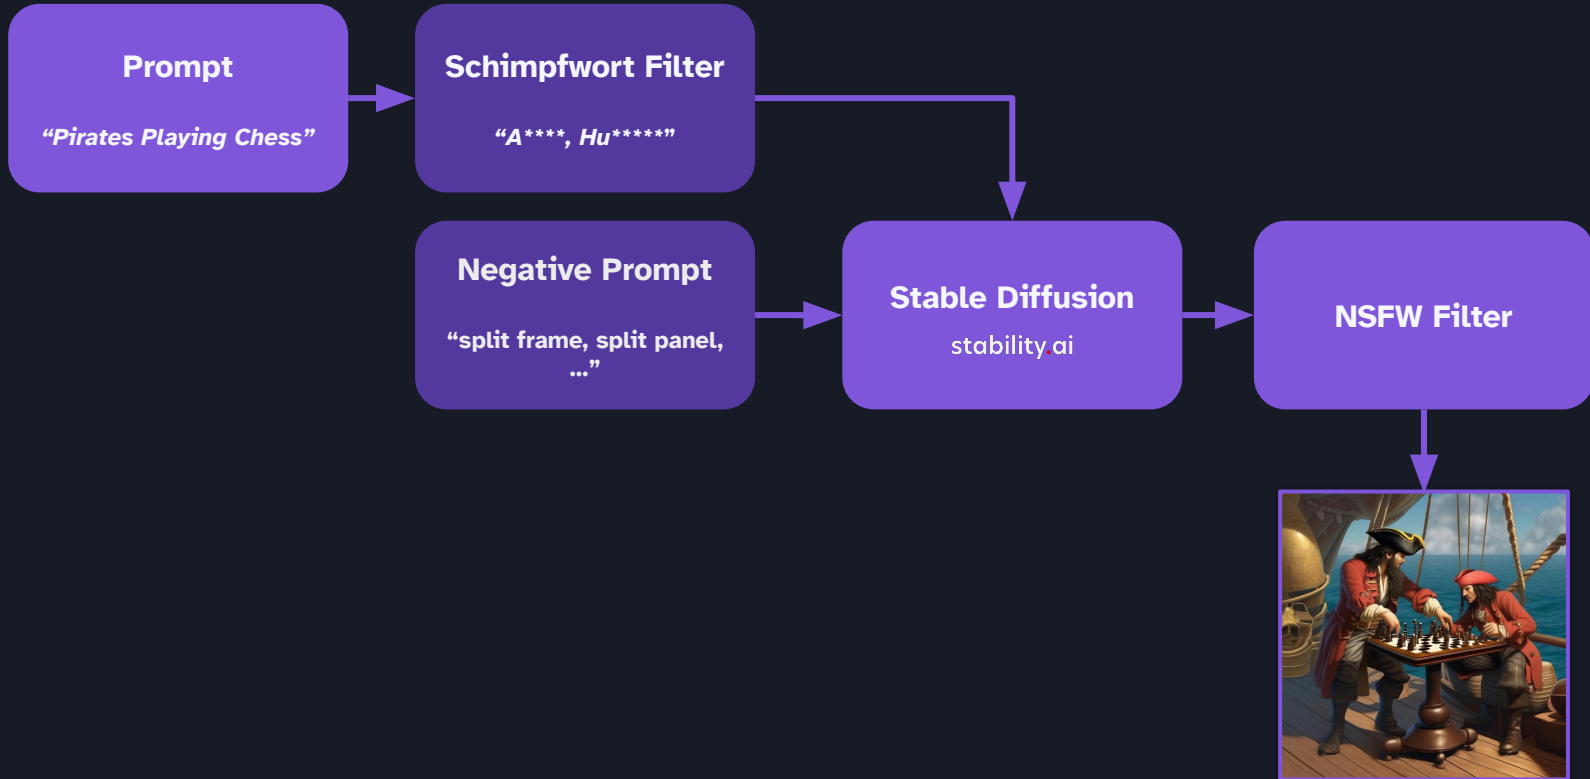 Prompt
“Pirates Playing Chess”
Schimpfwort Filter
“A****, Hu*****”
Negative Prompt
“split frame, split panel,
…”
Stable Diffusion
stability.ai
NSFW Filter